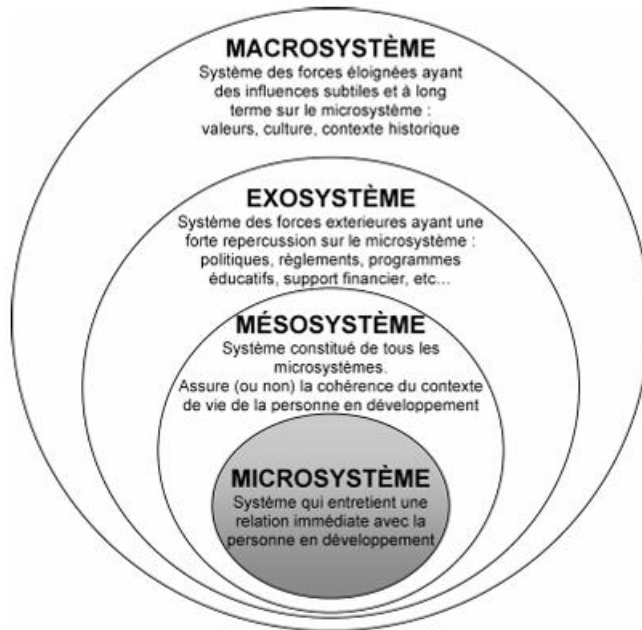 MACROSYSTÈME
Système des forces éloignées ayant
des influences subtiles et à long
terme sur le microsystème :
valeurs, culture, contexte historique
EXOSYSTÈME
Système des forces exterieures ayant une
forte repercussion sur le microsystème :
politiques, règlements, programmes
éducatifs, support financier, etc...
MÉSOSYSTÈME
Système constitué de tous les
microsystèmes.
Assure (ou non) la cohérence du contexte
de vie de la personne en développement
MICROSYSTÈME
Système qui entretient une
relation immédiate avec la
personne en développement